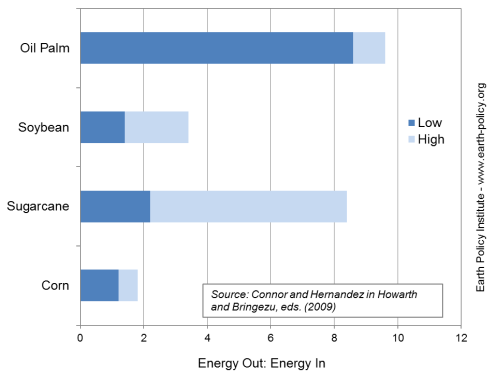 Oil Palm
Soybean
Sugarcane
Corn
Low
High
Source: Connor and Hernandez in Howarth
and Bringezu, eds. (2009)
0 2 4 6 8 10 12
Energy Out: Energy In
Earth Policy Institute - www.earth-policy.org